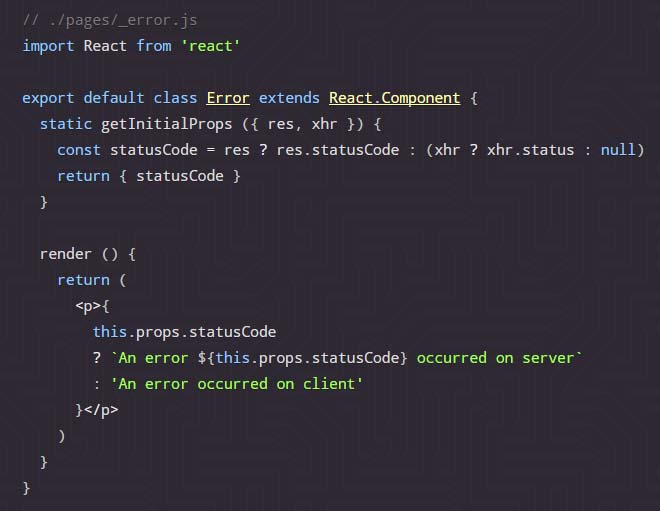 // ./pages/_error.js
import React from 'react'
export default class Error extends React.Component {
static getInitialProps ({ res, xhr }) {
const statusCode = res ? res.statusCode : (xhr ? xhr.status : null)
return { statusCode }
}
render () {
return (
<p>{
this.props.statusCode
? `An error ${this.props.statusCode} occurred on server`
: 'An error occurred on client'
}</p>
)
}
}